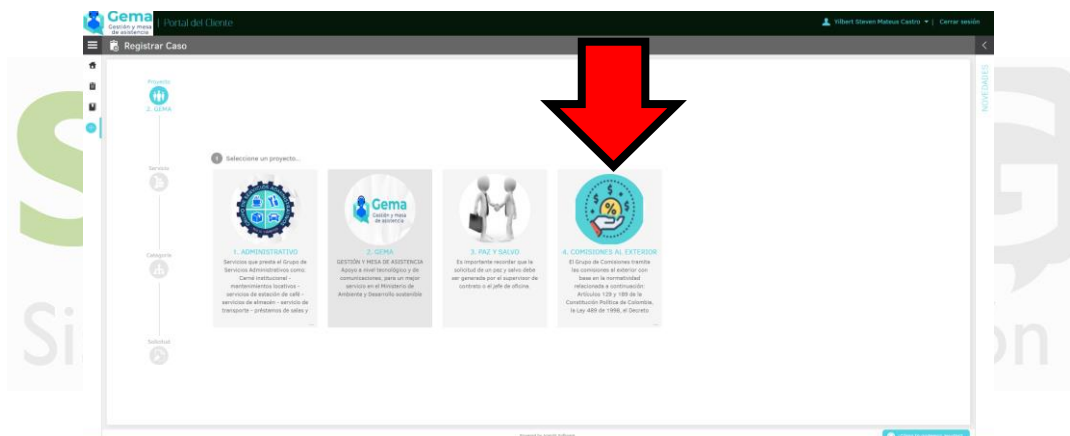 Gema
Gestión y mesa
de asistencia
| Portal del Cliente
Yilbert Steven Mateus Castro
| Cerrar sesión
Registrar Caso
NOVEDADES
Proyecto
2. GEMA
Servicio
Categoría
Solicitud
1 Seleccione un proyecto...
Gema
Gestión y mesa
de asistencia
1. ADMINISTRATIVO
Servicios que presta el Grupo de
Servicios Administrativos como
Carné institucional -
mantenimientos locativos -
servicios de estación de café -
servicios de almacén - servicio de
transporte - préstamos de salas y
...
2. GEMA
GESTIÓN Y MESA DE ASISTENCIA
Apoyo a nivel tecnológico y de
comunicaciones, para un mejor
servicio en el Ministerio de
Ambiente y Desarrollo sostenible
3. PAZ Y SALVO
Es importante recordar que la
solicitud de un paz y salvo debe
ser generada por el supervisor de
contrato o el jefe de oficina.
4. COMISIONES AL EXTERIOR
El Grupo de Comisiones tramita
las comisiones al exterior con
base en la normatividad
relacionada a continuación:
Artículos 129 y 189 de la
Constitución Política de Colombia,
la Ley 489 de 1998, el Decreto
...